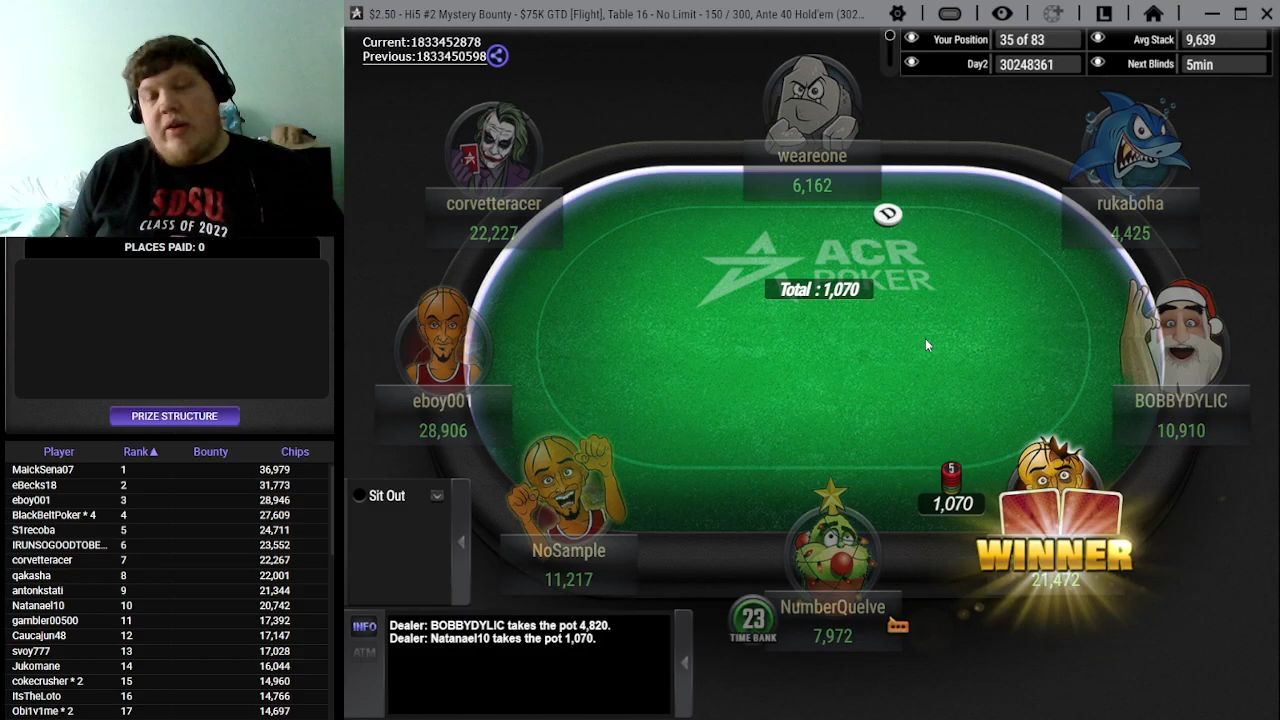 $2.50 - Hi5 #2 Mystery Bounty - $75K GTD [Flight], Table 16 - No Limit - 150 / 300, Ante 40 Hold'em (302...
Current:1833452878
Previous:1833450598
Your Position
35 of 83
Avg Stack
9,639
Day2
30248361
Next Blinds
5min
SDSU
CLASS OF 2022
PLACES PAID: 0
PRIZE STRUCTURE
Player Rank▲ Bounty Chips
MaickSena07 1 36,979
eBecks18 2 31,773
eboy001 3 28,946
BlackBeltPoker * 4 4 27,609
S1recoba 5 24,711
IRUNSOGOODTOBE... 6 23,552
corvetteracer 7 22,267
qakasha 8 22,001
antonkstati 9 21,344
Natanael10 10 20,742
gambler00500 11 17,392
Caucajun48 12 17,147
svoy777 13 17,028
Jukomane 14 16,044
cokecrusher * 2 15 14,960
ItsTheLoto 16 14,766
Obi1v1me * 2 17 14,697
weareone
6,162
corvetteracer
22,227
rukaboha
4,425
D
ACR
POKER
Total : 1,070
eboy001
28,906
BOBBYDYLIC
10,910
Sit Out
5
1,070
NoSample
11,217
WINNER
21,472
23
TIME BANK
NumberQuelve
7,972
INFO
ATM
Dealer: BOBBYDYLIC takes the pot 4,820.
Dealer: Natanael10 takes the pot 1,070.